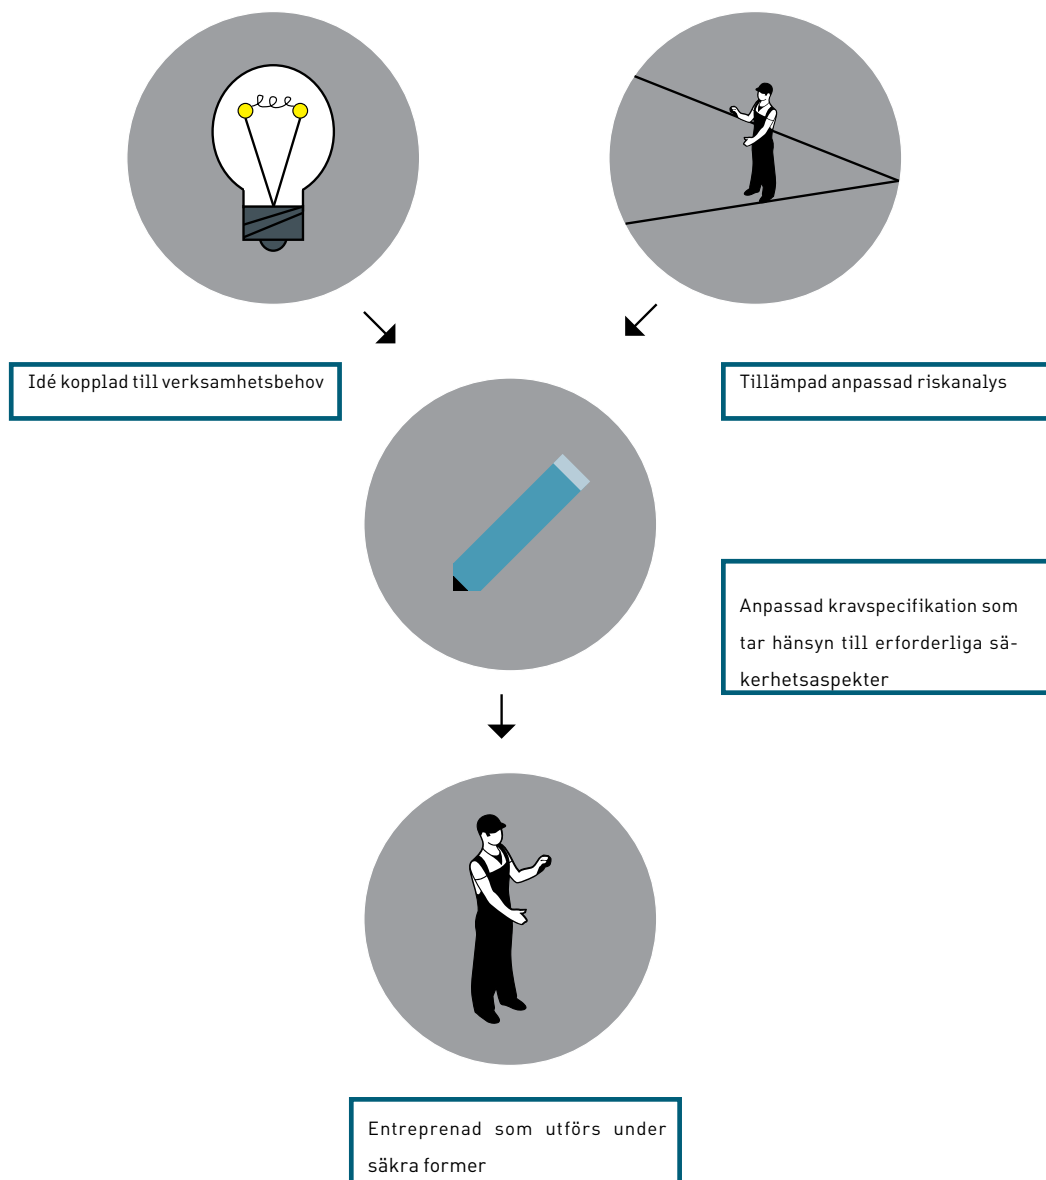 Idé kopplad till verksamhetsbehov
Tillämpad anpassad riskanalys
Anpassad kravspecifikation som
tar hänsyn till erforderliga sä-
kerhetsaspekter
Entreprenad som utförs under
säkra former